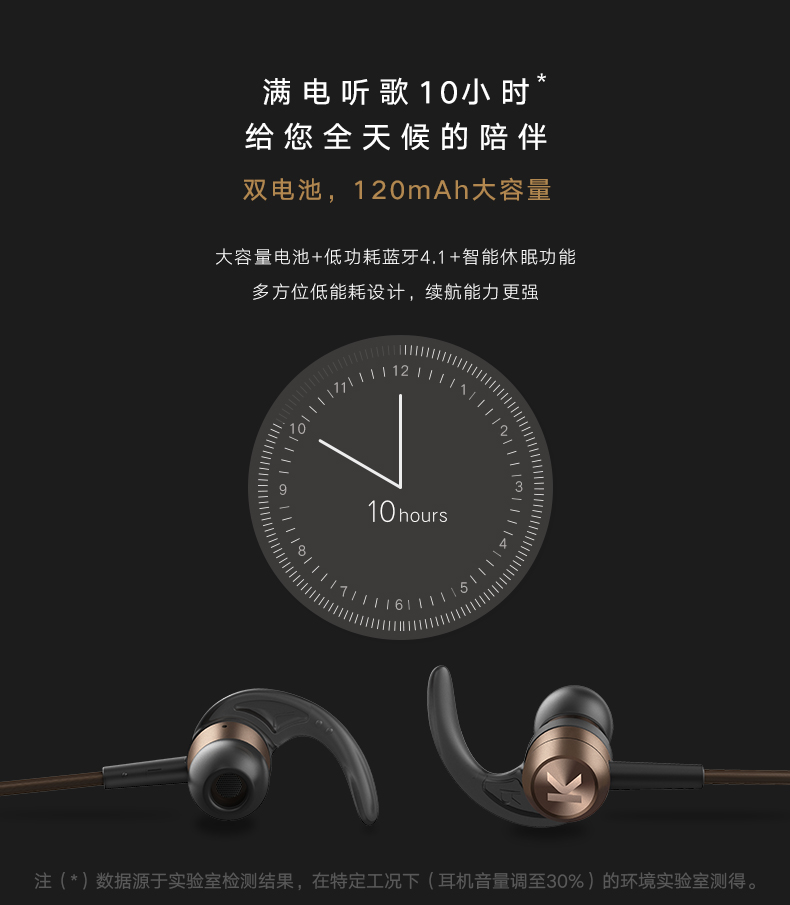 满电听歌10小时*
给您全天候的陪伴
双电池，120mAh大容量
大容量电池+低功耗蓝牙4.1+智能休眠功能
多方位低能耗设计，续航能力更强
12
11
1
10
2
9
3
10hours
8
4
7
5
6
K
注（*）数据源于实验室检测结果，在特定工况下（耳机音量调至30%）的环境实验室测得。